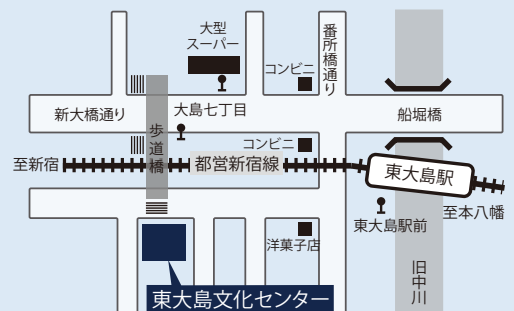 大型
スーパー
番所橋通り
コンビニ
新大橋通り
歩道橋
大島七丁目
船堀橋
コンビニ
至新宿
都営新宿線
東大島駅
至本八幡
東大島駅前
洋菓子店
旧中川
東大島文化センター